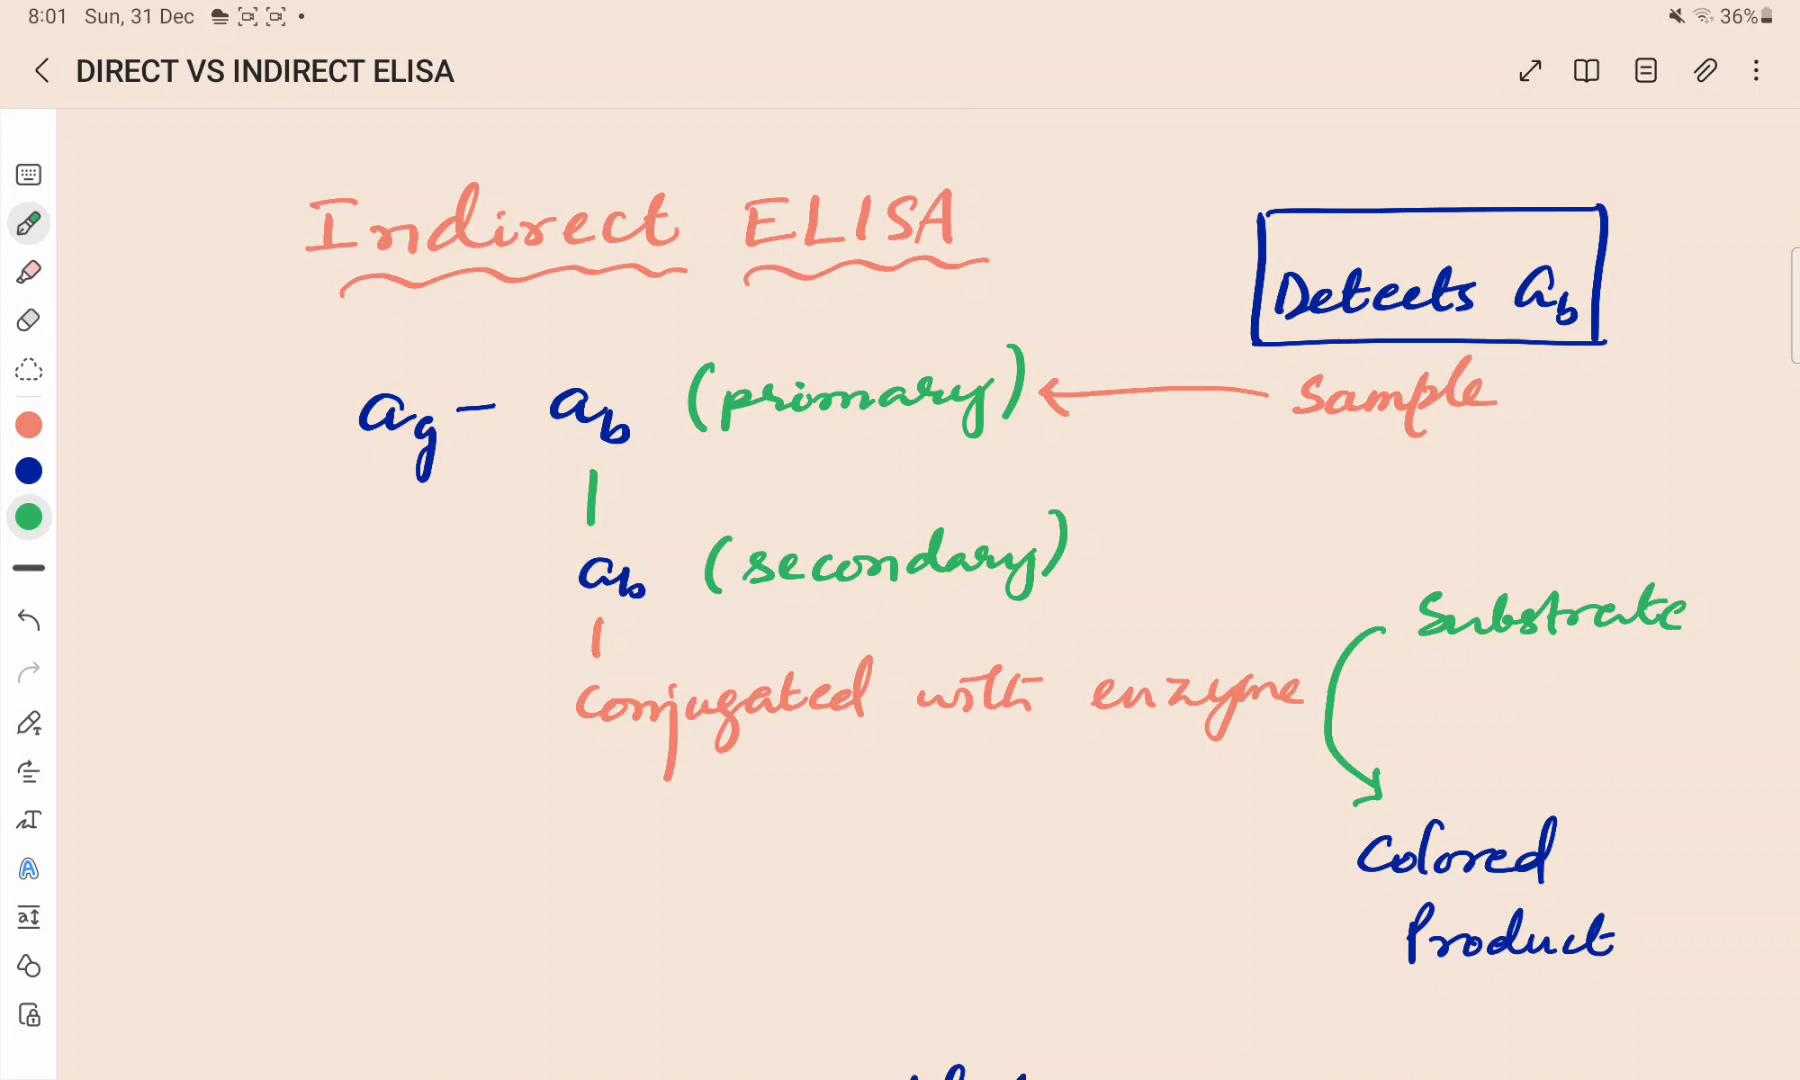 8:01 Sun, 31 Dec 36%
DIRECT VS INDIRECT ELISA
Indirect ELISA
Detects ab
ag - ab (primary) sample
ab (secondary)
Substrate
conjugated with enzyme
Colored
Product